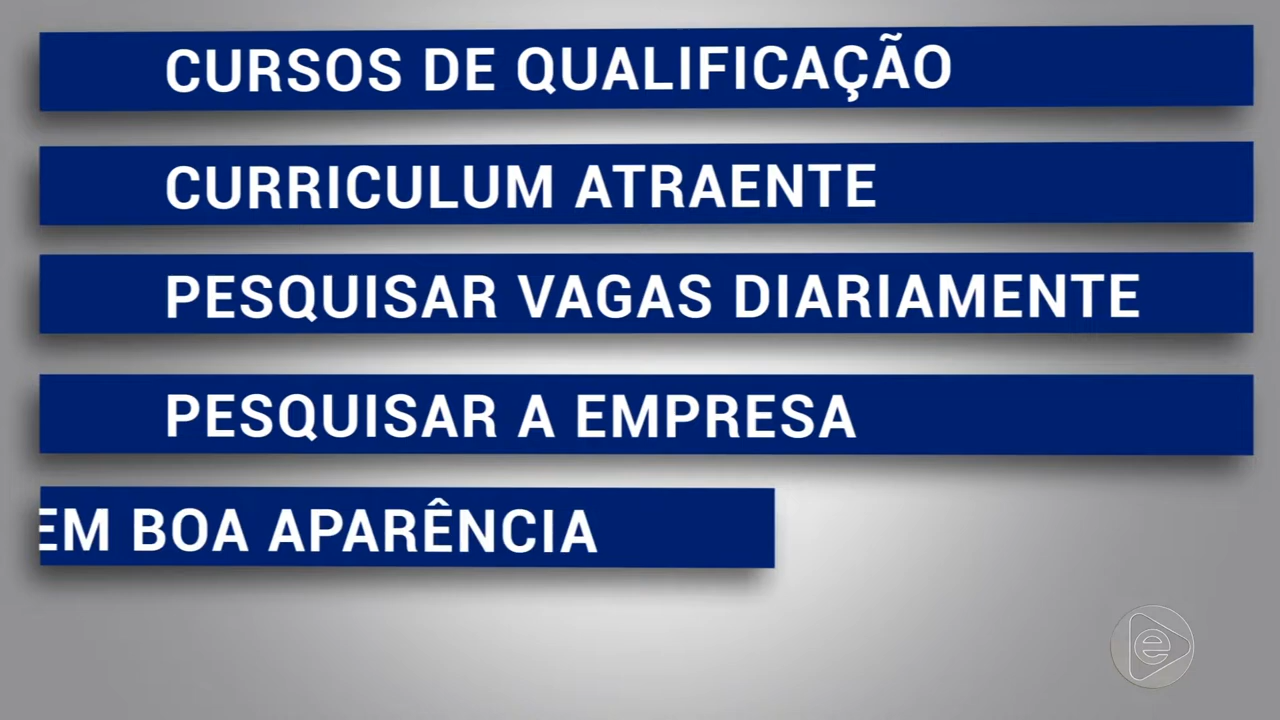 CURSOS DE QUALIFICAÇÃO
CURRICULUM ATRAENTE
PESQUISAR VAGAS DIARIAMENTE
PESQUISAR A EMPRESA
EM BOA APARÊNCIA
e